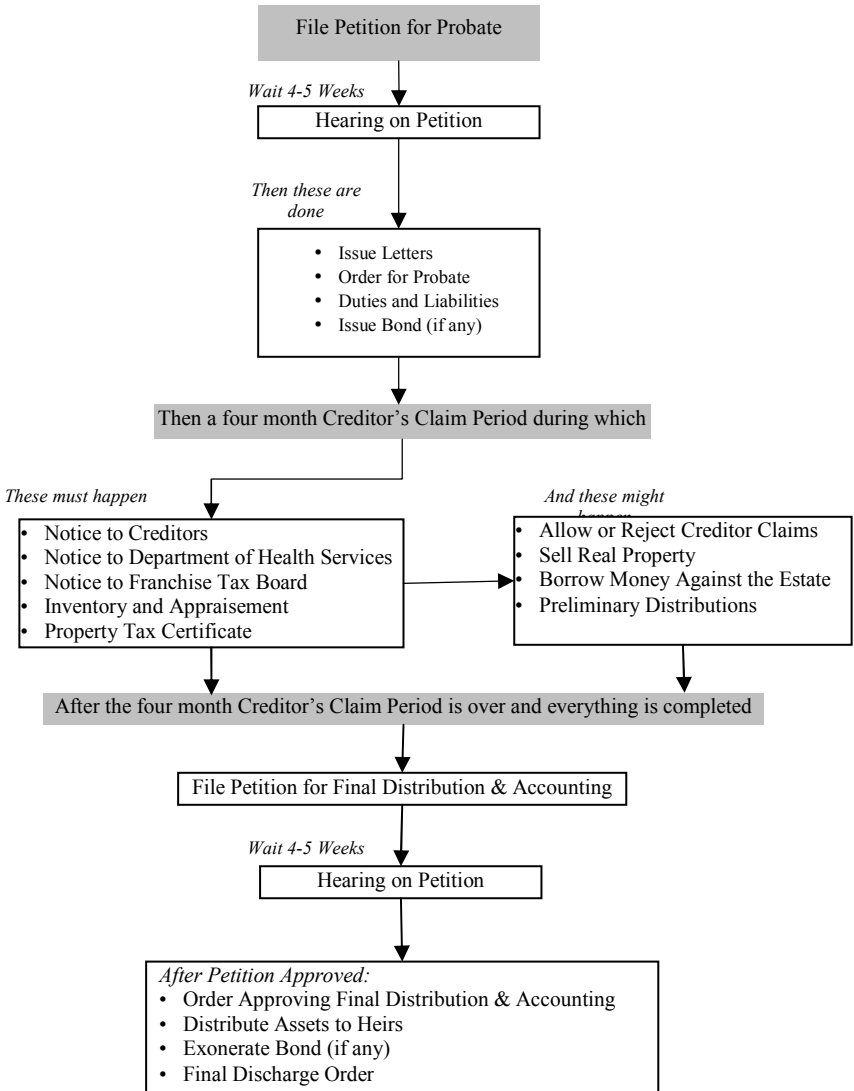 File Petition for Probate
Wait 4-5 Weeks
Hearing on Petition
Then these are
done
• Issue Letters
• Order for Probate
• Duties and Liabilities
• Issue Bond (if any)
Then a four month Creditor’s Claim Period during which
These must happen
• Notice to Creditors
• Notice to Department of Health Services
• Notice to Franchise Tax Board
• Inventory and Appraisement
• Property Tax Certificate
And these might
• Allow or Reject Creditor Claims
• Sell Real Property
• Borrow Money Against the Estate
• Preliminary Distributions
After the four month Creditor’s Claim Period is over and everything is completed
File Petition for Final Distribution & Accounting
Wait 4-5 Weeks
Hearing on Petition
After Petition Approved:
• Order Approving Final Distribution & Accounting
• Distribute Assets to Heirs
• Exonerate Bond (if any)
• Final Discharge Order